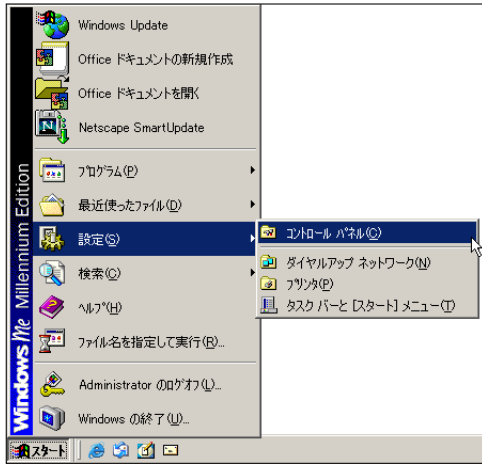 Windows Update
Office ドキュメントの新規作成
Office ドキュメントを開く
Netscape SmartUpdate
プログラム(P)
最近使ったファイル(D)
設定(S)
検索(C)
ヘルプ(H)
ファイル名を指定して実行(R)...
Administrator のログオフ(L)...
Windows の終了(U)...
コントロール パネル(C)
ダイヤルアップ ネットワーク(N)
プリンタ(P)
タスク バーと [スタート] メニュー(T)
Windows Me Millennium Edition
スタート